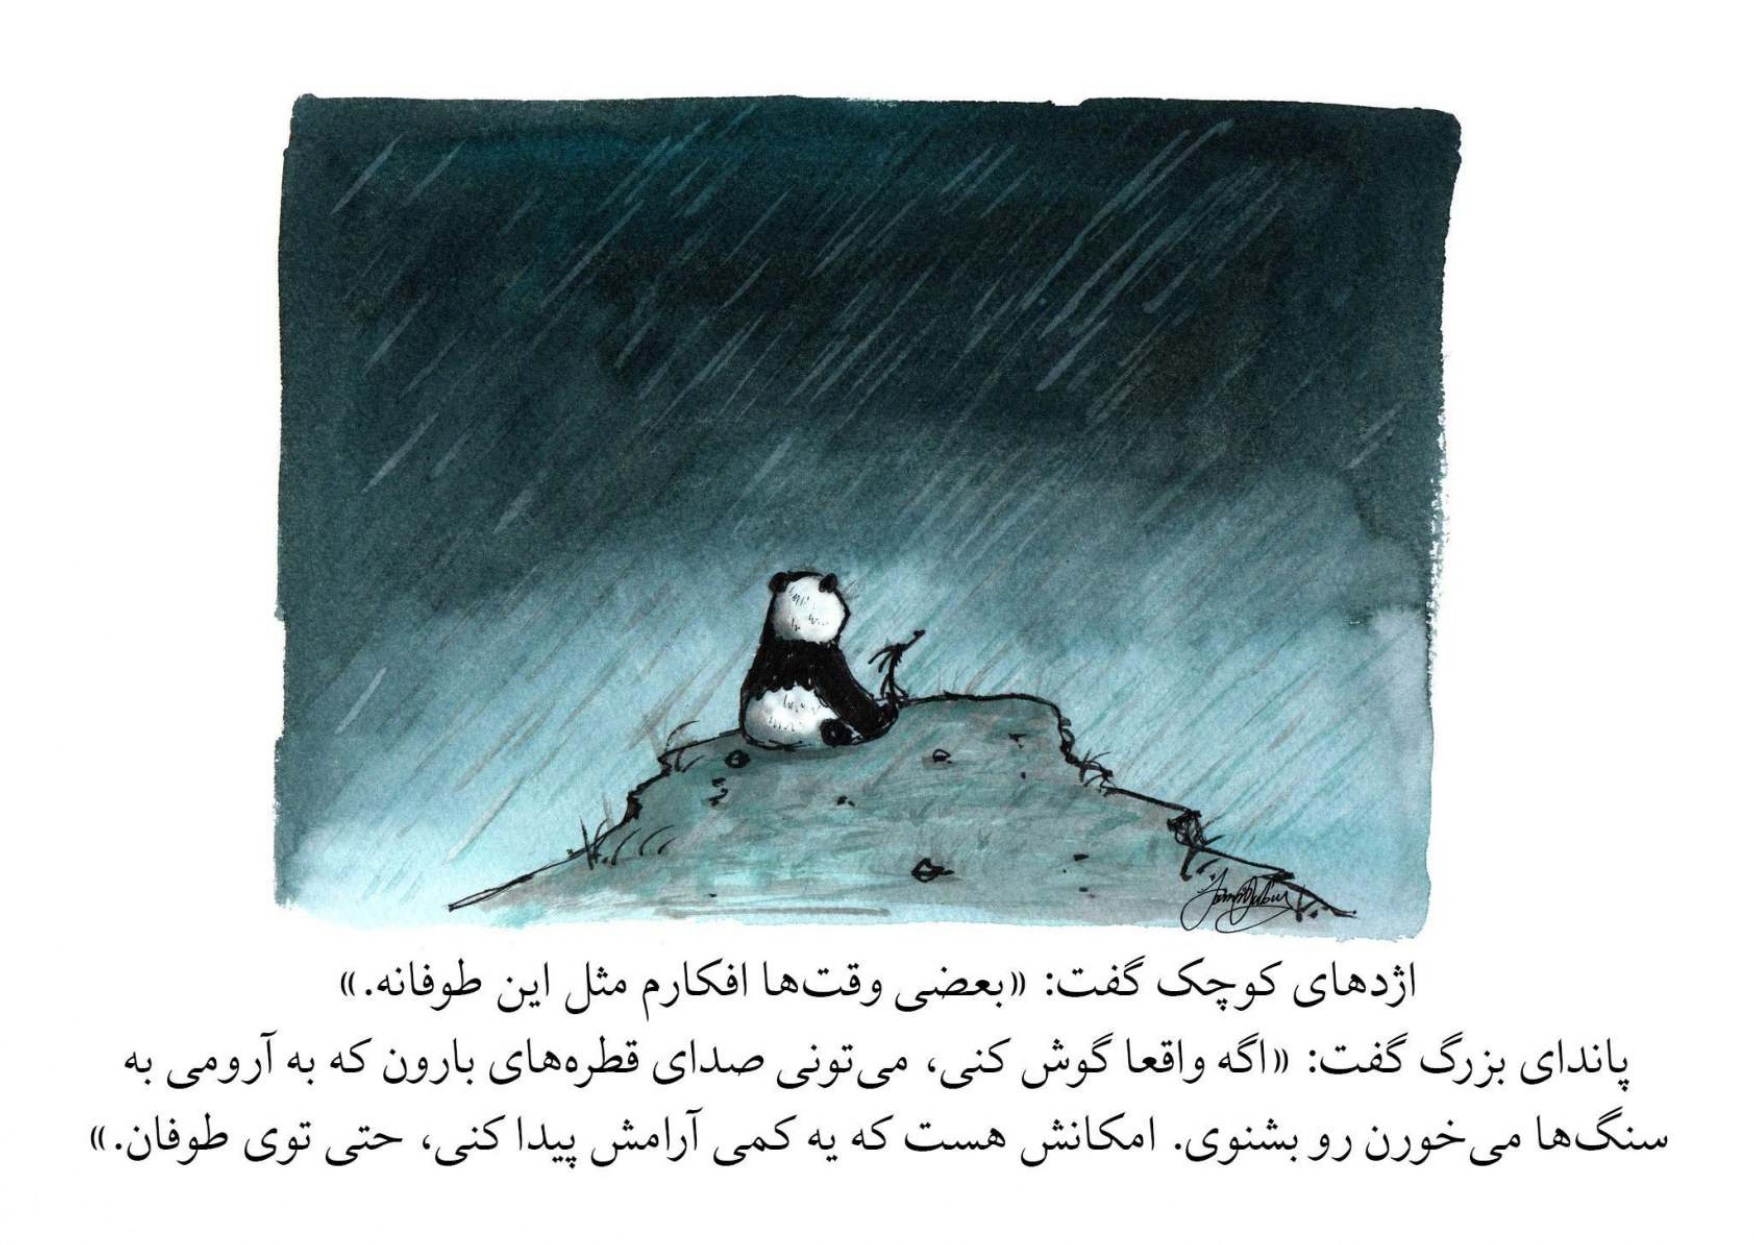 اژدهای کوچک گفت: «بعضی وقت‌ها افکارم مثل این طوفانه.»
پاندای بزرگ گفت: «اگه واقعا گوش کنی، می‌تونی صدای قطره‌های بارون که به آرومی به
سنگ‌ها می‌خورن رو بشنوی. امکانش هست که یه کمی آرامش پیدا کنی، حتی توی طوفان.»